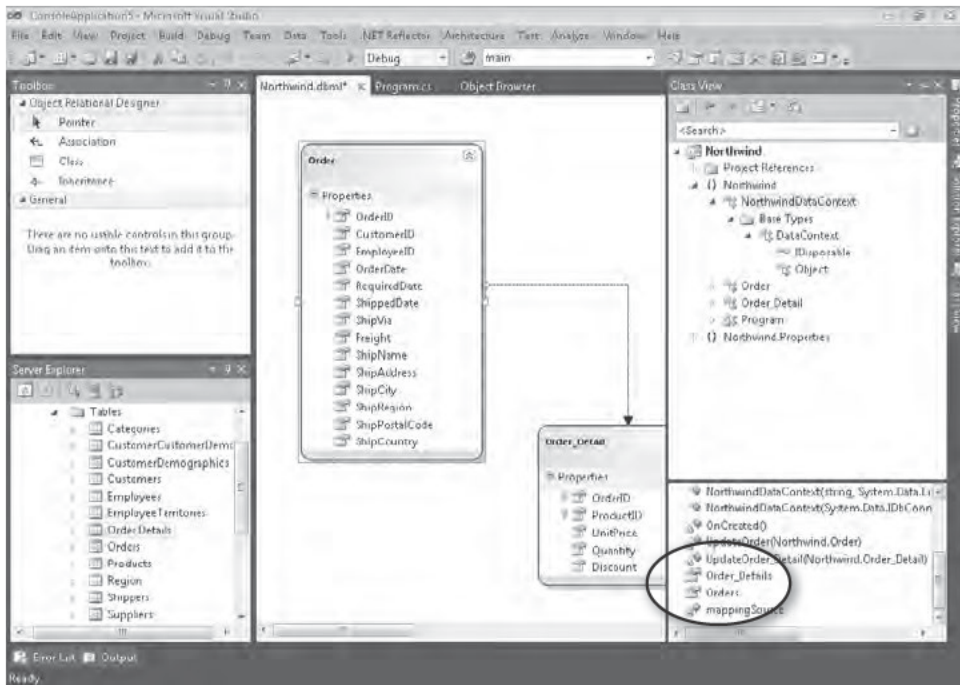 ConsoleApplication5 - Microsoft Visual Studio
File Edit View Project Build Debug Team Data Tools .NET Reflector Architecture Test Analyze Window Help
Debug main
Toolbox
Object Relational Designer
Pointer
Association
Class
Inheritance
General
There are no usable controls in this group.
Drag an item onto this text to add it to the
toolbox.
Server Explorer
Tables
Categories
CustomerCustomerDemo
CustomerDemographics
Customers
Employees
EmployeeTerritories
Order Details
Orders
Products
Region
Shippers
Suppliers
Northwind.dbml* Program.cs Object Browser
Order
Properties
OrderID
CustomerID
EmployeeID
OrderDate
RequiredDate
ShippedDate
ShipVia
Freight
ShipName
ShipAddress
ShipCity
ShipRegion
ShipPostalCode
ShipCountry
Order_Detail
Properties
OrderID
ProductID
UnitPrice
Quantity
Discount
Class View
<Search>
Northwind
Project References
{} Northwind
NorthwindDataContext
Base Types
DataContext
IDisposable
Object
Order
Order_Detail
Program
{} Northwind.Properties
NorthwindDataContext(string, System.Data.Li
NorthwindDataContext(System.Data.IDbConn
OnCreated()
UpdateOrder(Northwind.Order)
UpdateOrder_Detail(Northwind.Order_Detail)
Order_Details
Orders
mappingSource
Properties
Solution Explorer
Error List Output
Ready